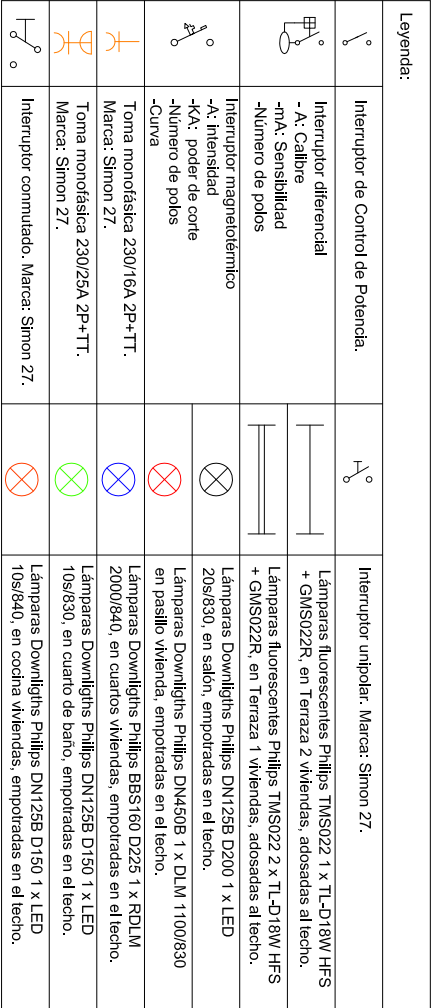 Leyenda:
Interruptor de Control de Potencia.
Interruptor diferencial
- A: Calibre
-mA: Sensibilidad
-Número de polos
Interruptor magnetotérmico
-A: intensidad
-KA: poder de corte
-Número de polos
-Curva
Toma monofásica 230/16A 2P+TT.
Marca: Simon 27.
Toma monofásica 230/25A 2P+TT.
Marca: Simon 27.
Interruptor conmutado. Marca: Simon 27.
Interruptor unipolar. Marca: Simon 27.
Lámparas fluorescentes Philips TMS022 1 x TL-D18W HFS
+ GMS022R, en Terraza 2 viviendas, adosadas al techo.
Lámparas fluorescentes Philips TMS022 2 x TL-D18W HFS
+ GMS022R, en Terraza 1 viviendas, adosadas al techo.
Lámparas Downligths Philips DN125B D200 1 x LED
20s/830, en salón, empotradas en el techo.
Lámparas Downligths Philips DN450B 1 x DLM 1100/830
en pasillo vivienda, empotradas en el techo.
Lámparas Downligths Philips BBS160 D225 1 x RDLM
2000/840, en cuartos viviendas, empotradas en el techo.
Lámparas Downligths Philips DN125B D150 1 x LED
10s/830, en cuarto de baño, empotradas en el techo.
Lámparas Downligths Philips DN125B D150 1 x LED
10s/840, en cocina viviendas, empotradas en el techo.